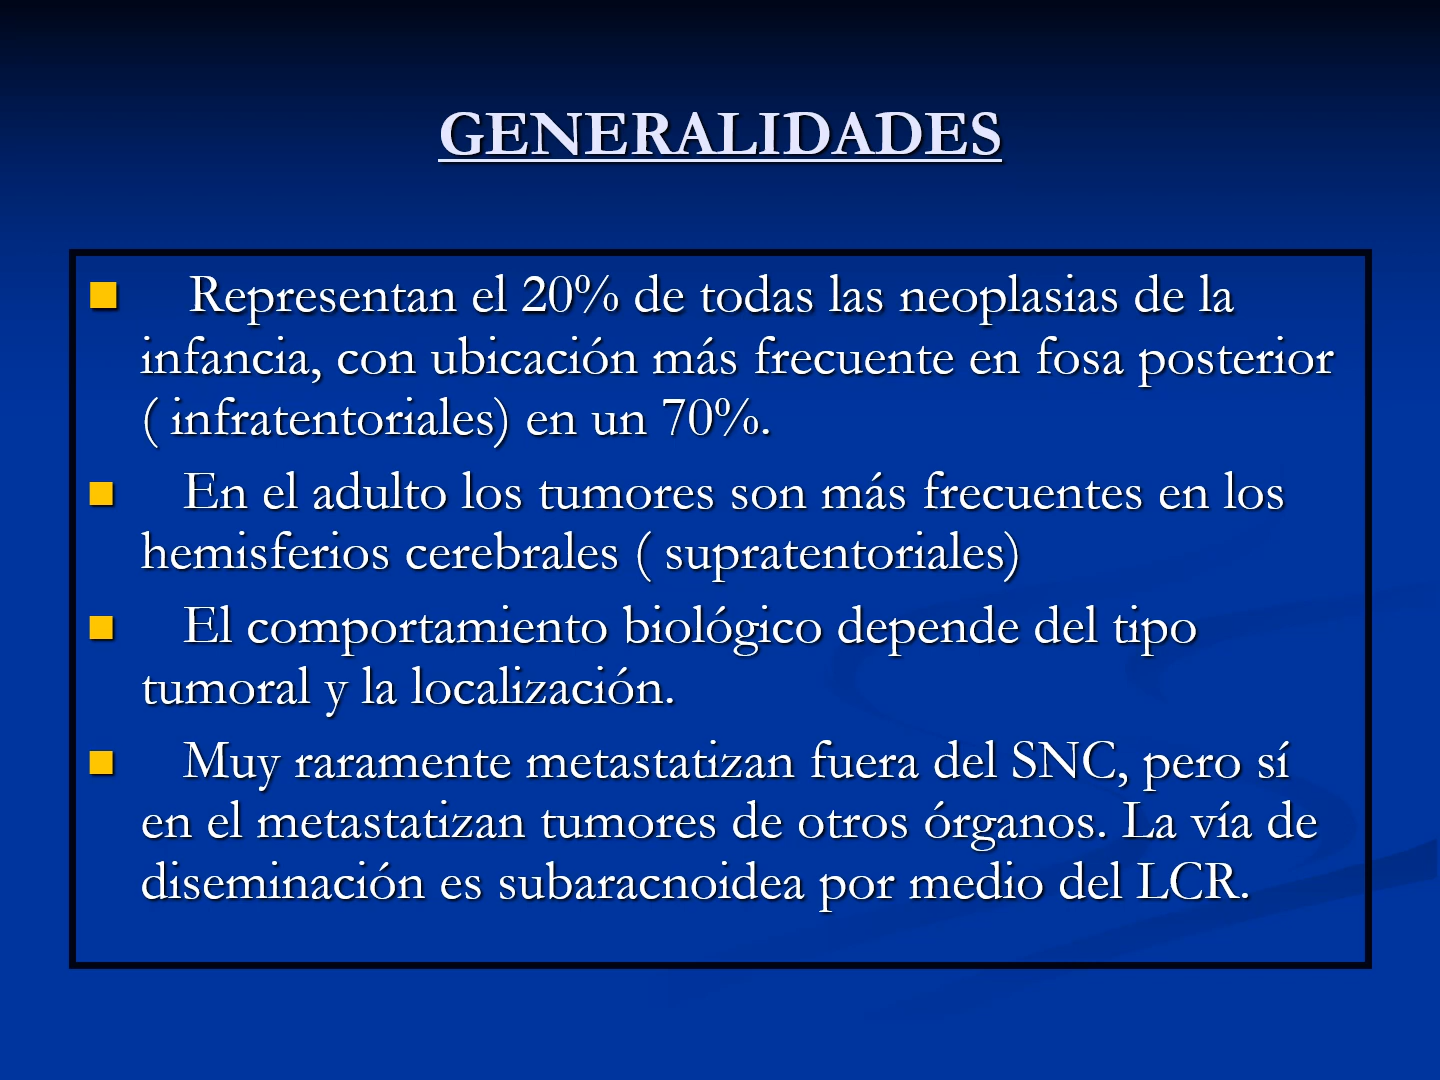 GENERALIDADES
Representan el 20% de todas las neoplasias de la
infancia, con ubicación más frecuente en fosa posterior
( infratentoriales) en un 70%.
En el adulto los tumores son más frecuentes en los
hemisferios cerebrales ( supratentoriales)
El comportamiento biológico depende del tipo
tumoral y la localización.
Muy raramente metastatizan fuera del SNC, pero sí
en el metastatizan tumores de otros órganos. La vía de
diseminación es subaracnoidea por medio del LCR.